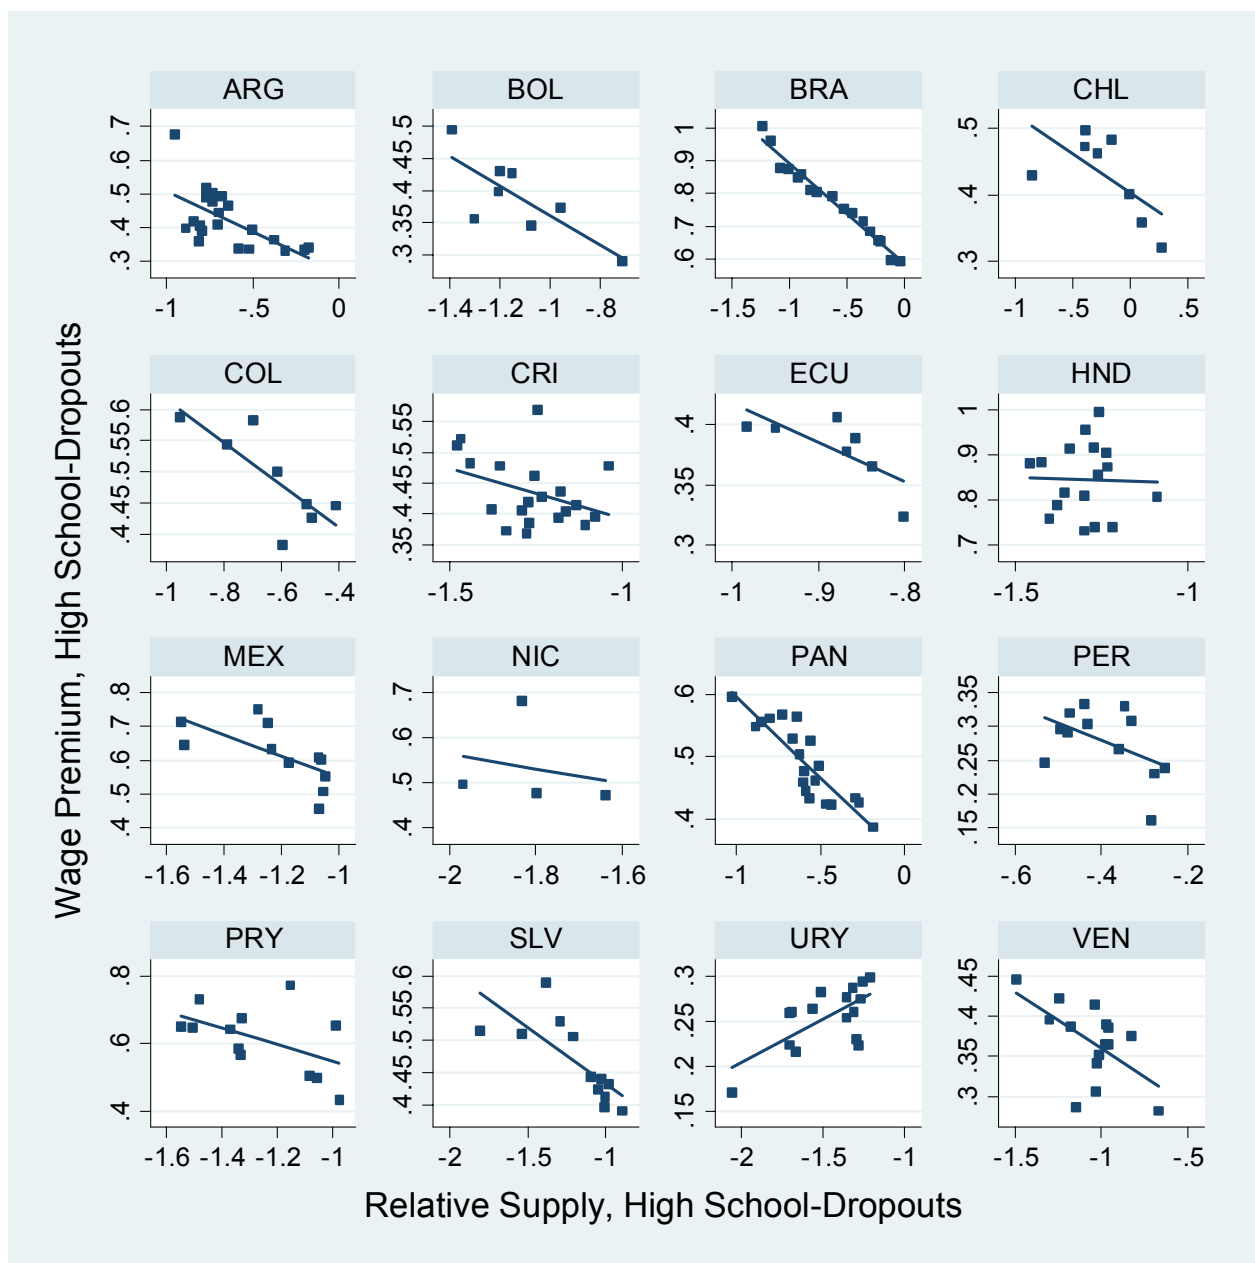 Wage Premium, High School-Dropouts
ARG BOL BRA CHL
.7 .6 .5 .4 .3
.5 .45 .4 .35 .3
1 .9 .8 .7 .6
.5 .4 .3
-1 -.5 0
-1.4 -1.2 -1 -.8
-1.5 -1 -.5 0
-1 -.5 0 .5
COL CRI ECU HND
.6 .55 .5 .45 .4
.55 .5 .45 .4 .35
.4 .35 .3
1 .9 .8 .7
-1 -.8 -.6 -.4
-1.5 -1
-1 -.9 -.8
-1.5 -1
MEX NIC PAN PER
.8 .7 .6 .5 .4
.7 .6 .5 .4
.6 .5 .4
.35 .3 .25 .2 .15
-1.6 -1.4 -1.2 -1
-2 -1.8 -1.6
-1 -.5 0
-.6 -.4 -.2
PRY SLV URY VEN
.8 .6 .4
.6 .55 .5 .45 .4
.3 .25 .2 .15
.45 .4 .35 .3
-1.6 -1.4 -1.2 -1
-2 -1.5 -1
-2 -1.5 -1
-1.5 -1 -.5
Relative Supply, High School-Dropouts